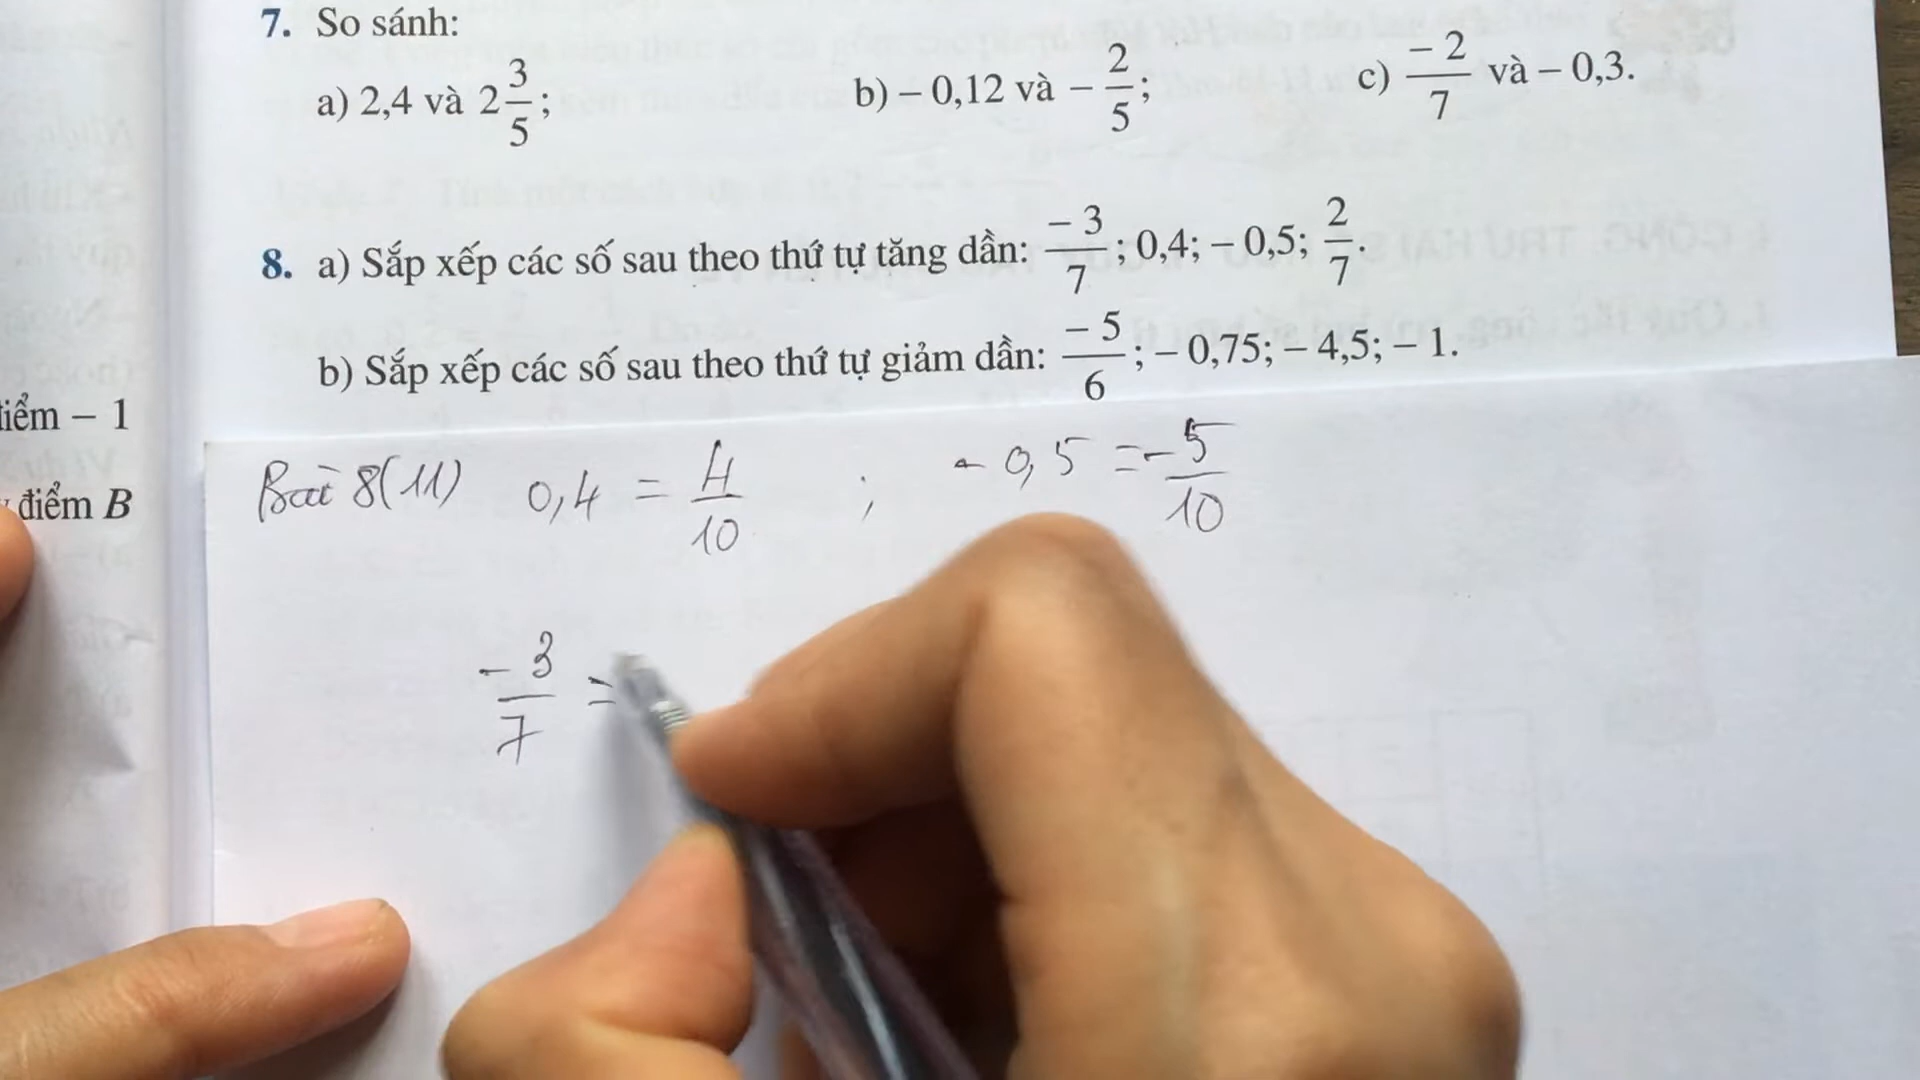 7. So sánh:
a) 2,4 và 2 3/5; b) – 0,12 và – 2/5; c) – 2/7 và – 0,3.
8. a) Sắp xếp các số sau theo thứ tự tăng dần: – 3/7; 0,4; – 0,5; 2/7.
b) Sắp xếp các số sau theo thứ tự giảm dần: – 5/6; – 0,75; – 4,5; – 1.
iểm – 1
điểm B
Bài 8(11) 0,4 = 4/10 ; - 0,5 = - 5/10
- 3/7 =